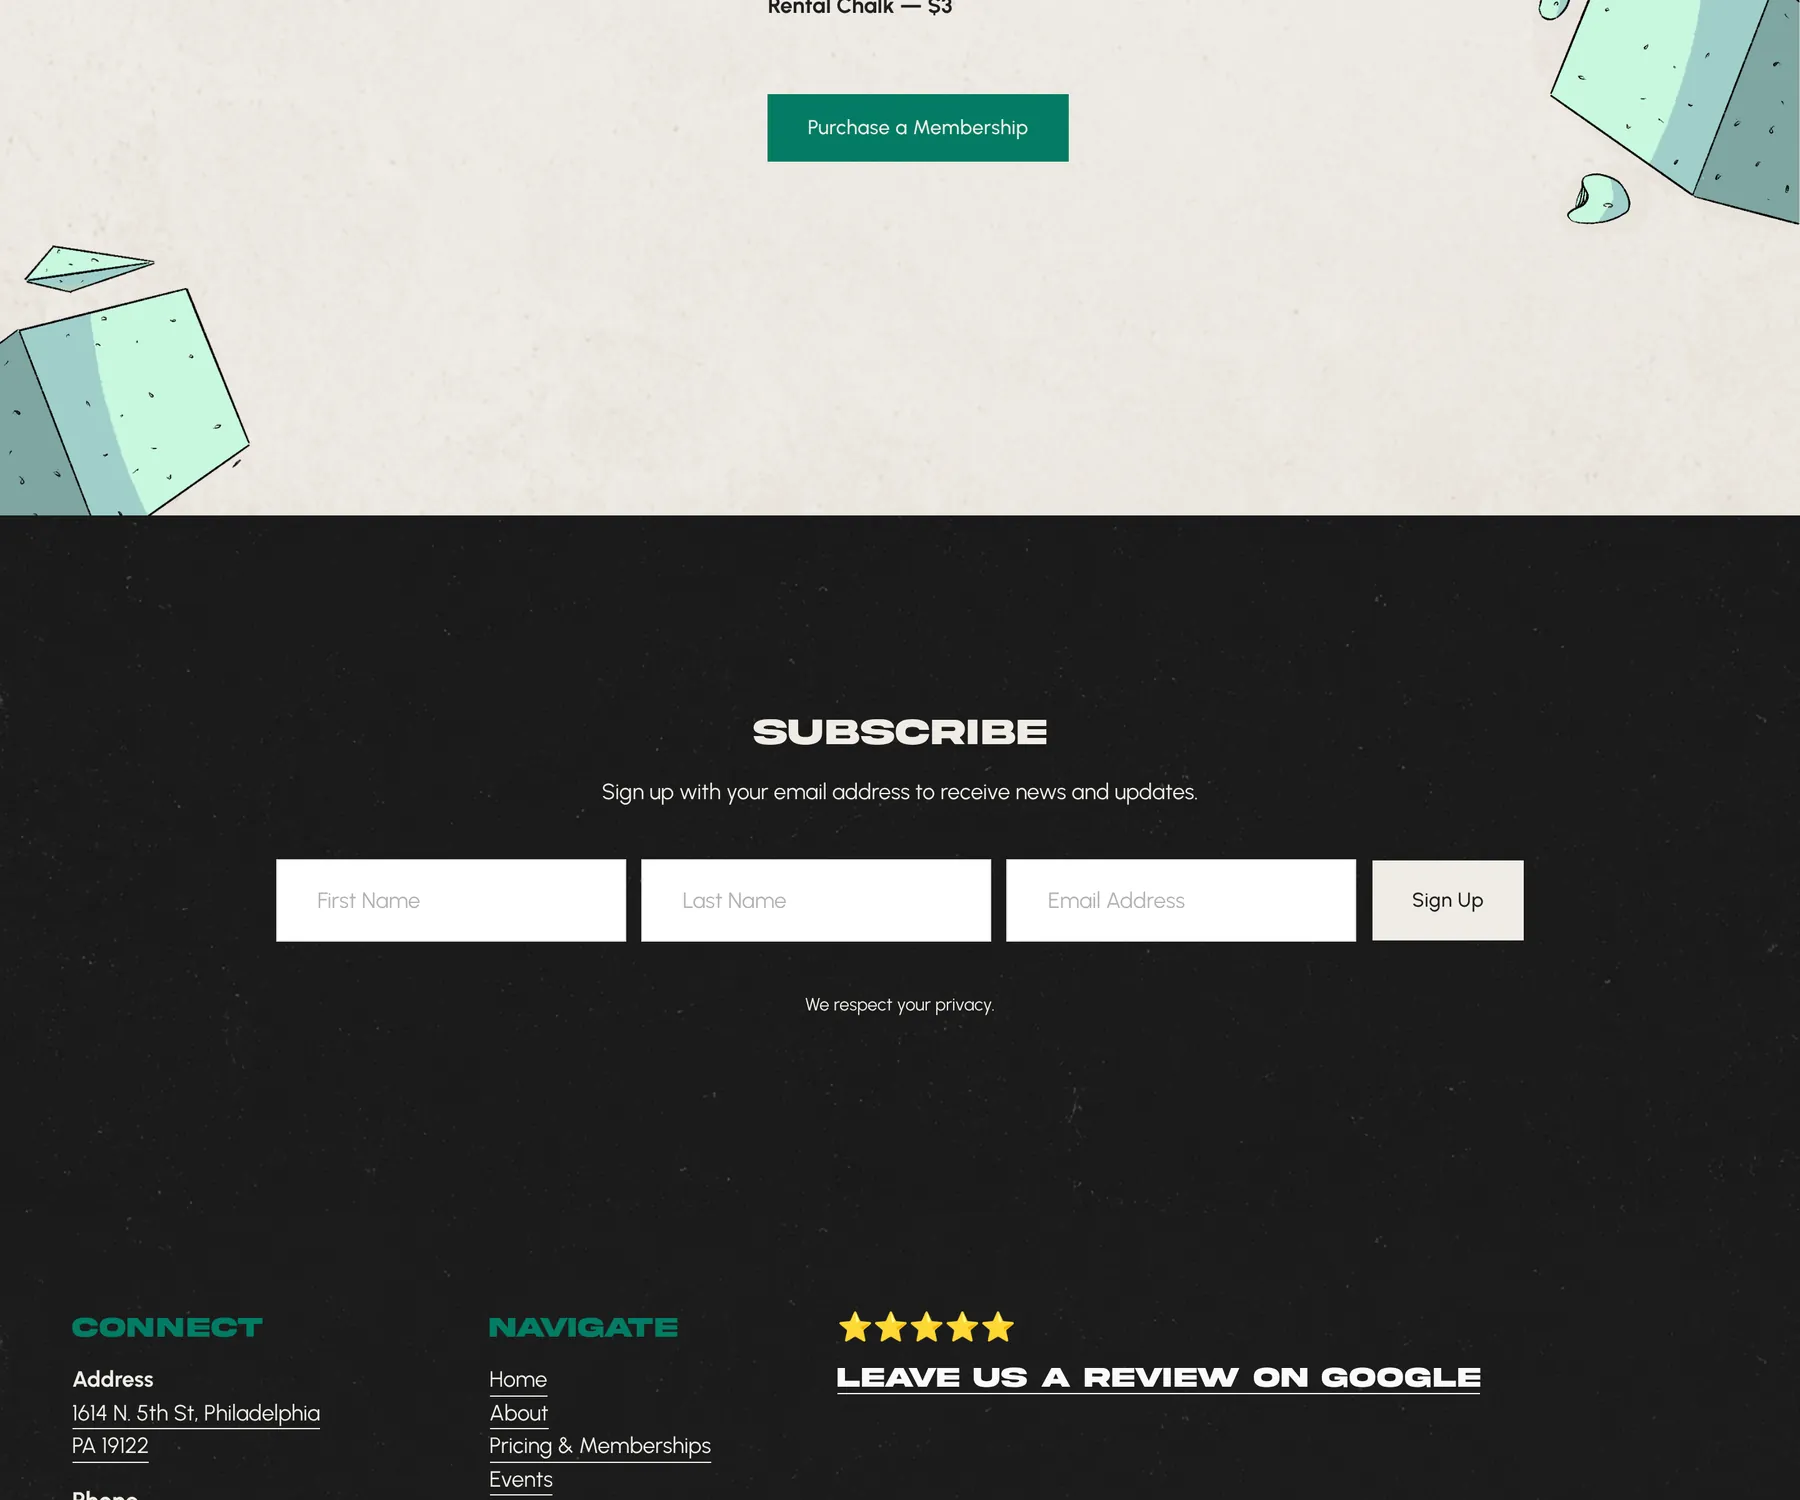 Rental Chalk — $3
Purchase a Membership
SUBSCRIBE
Sign up with your email address to receive news and updates.
First Name
Last Name
Email Address
Sign Up
We respect your privacy.
CONNECT
Address
1614 N. 5th St, Philadelphia
PA 19122
Phone
NAVIGATE
Home
About
Pricing & Memberships
Events
⭐⭐⭐⭐⭐
LEAVE US A REVIEW ON GOOGLE